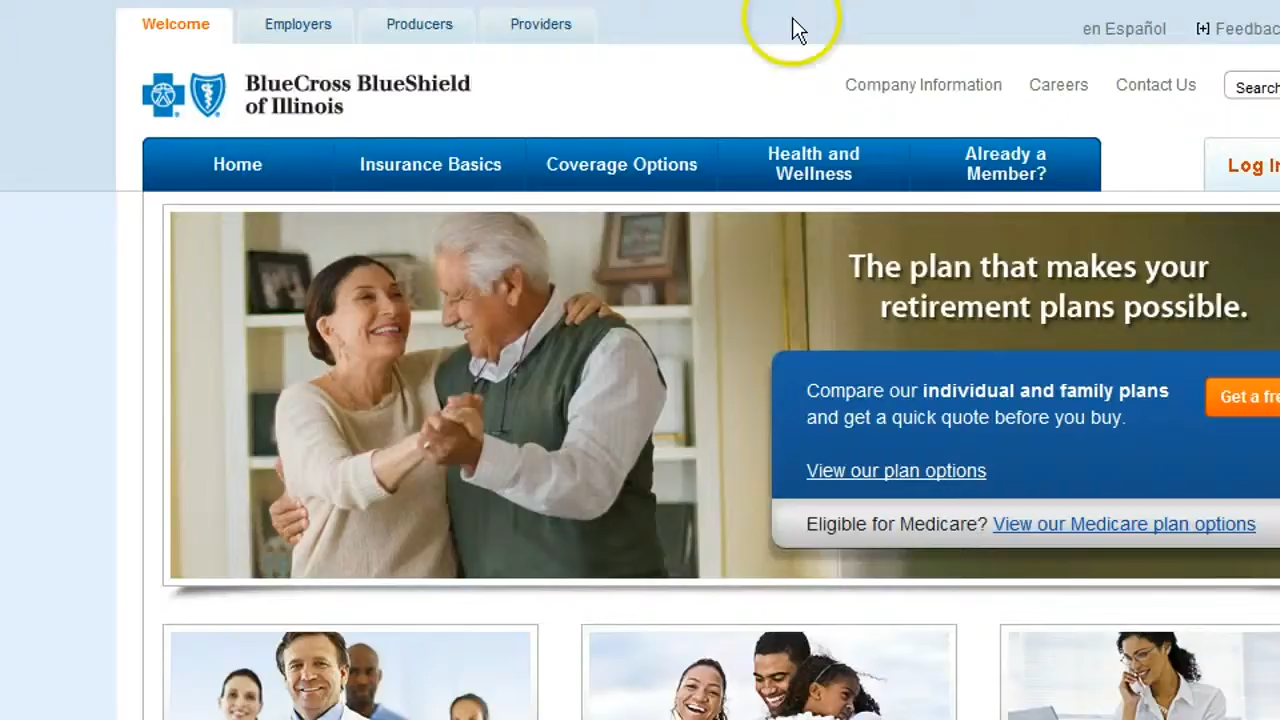 Welcome
Employers
Producers
Providers
en Español
[+] Feedbac
BlueCross BlueShield
of Illinois
Company Information
Careers
Contact Us
Search
Home
Insurance Basics
Coverage Options
Health and
Wellness
Already a
Member?
Log In
The plan that makes your
retirement plans possible.
Compare our individual and family plans
and get a quick quote before you buy.
Get a fre
View our plan options
Eligible for Medicare? View our Medicare plan options